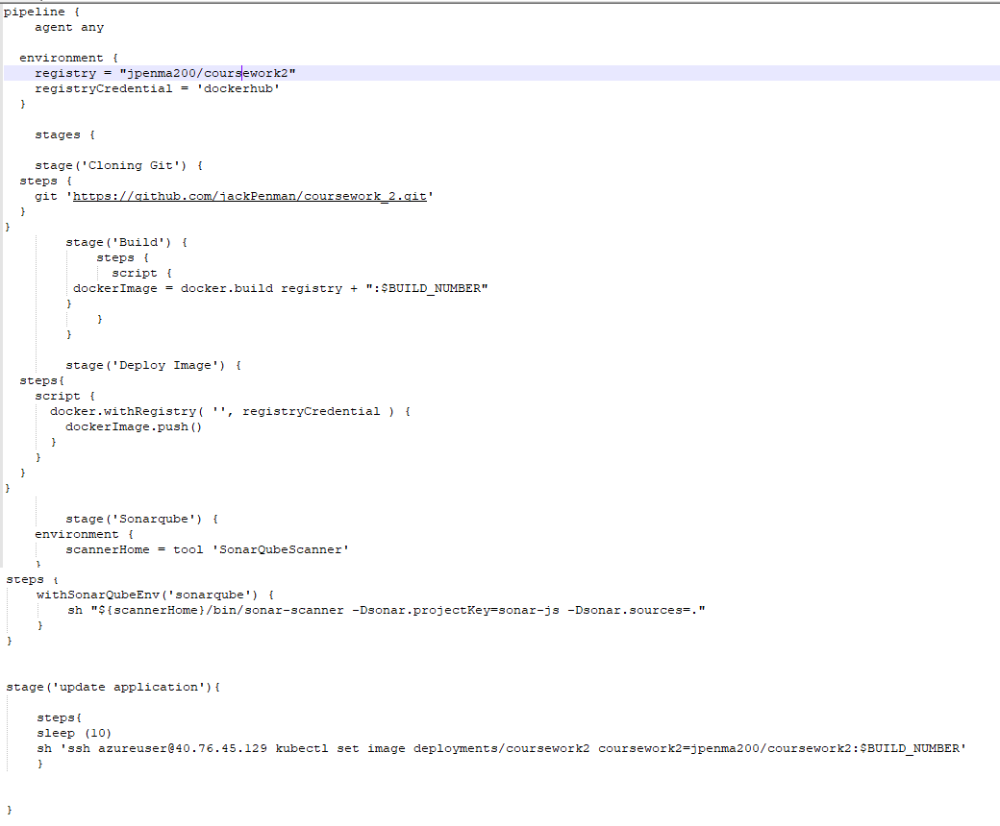 pipeline {
    agent any
  environment {
    registry = "jpenma200/coursework2"
    registryCredential = 'dockerhub'
  }
    stages {
    stage('Cloning Git') {
  steps {
    git 'https://github.com/jackPenman/coursework_2.git'
  }
}
        stage('Build') {
            steps {
              script {
         dockerImage = docker.build registry + ":$BUILD_NUMBER"
        }
            }
        }
        stage('Deploy Image') {
  steps{
    script {
      docker.withRegistry( '', registryCredential ) {
        dockerImage.push()
      }
    }
  }
}
        stage('Sonarqube') {
    environment {
        scannerHome = tool 'SonarQubeScanner'
    }
steps {
    withSonarQubeEnv('sonarqube') {
        sh "${scannerHome}/bin/sonar-scanner -Dsonar.projectKey=sonar-js -Dsonar.sources=."
    }
}
stage('update application'){
    steps{
    sleep (10)
    sh 'ssh azureuser@40.76.45.129 kubectl set image deployments/coursework2 coursework2=jpenma200/coursework2:$BUILD_NUMBER'
    }
}